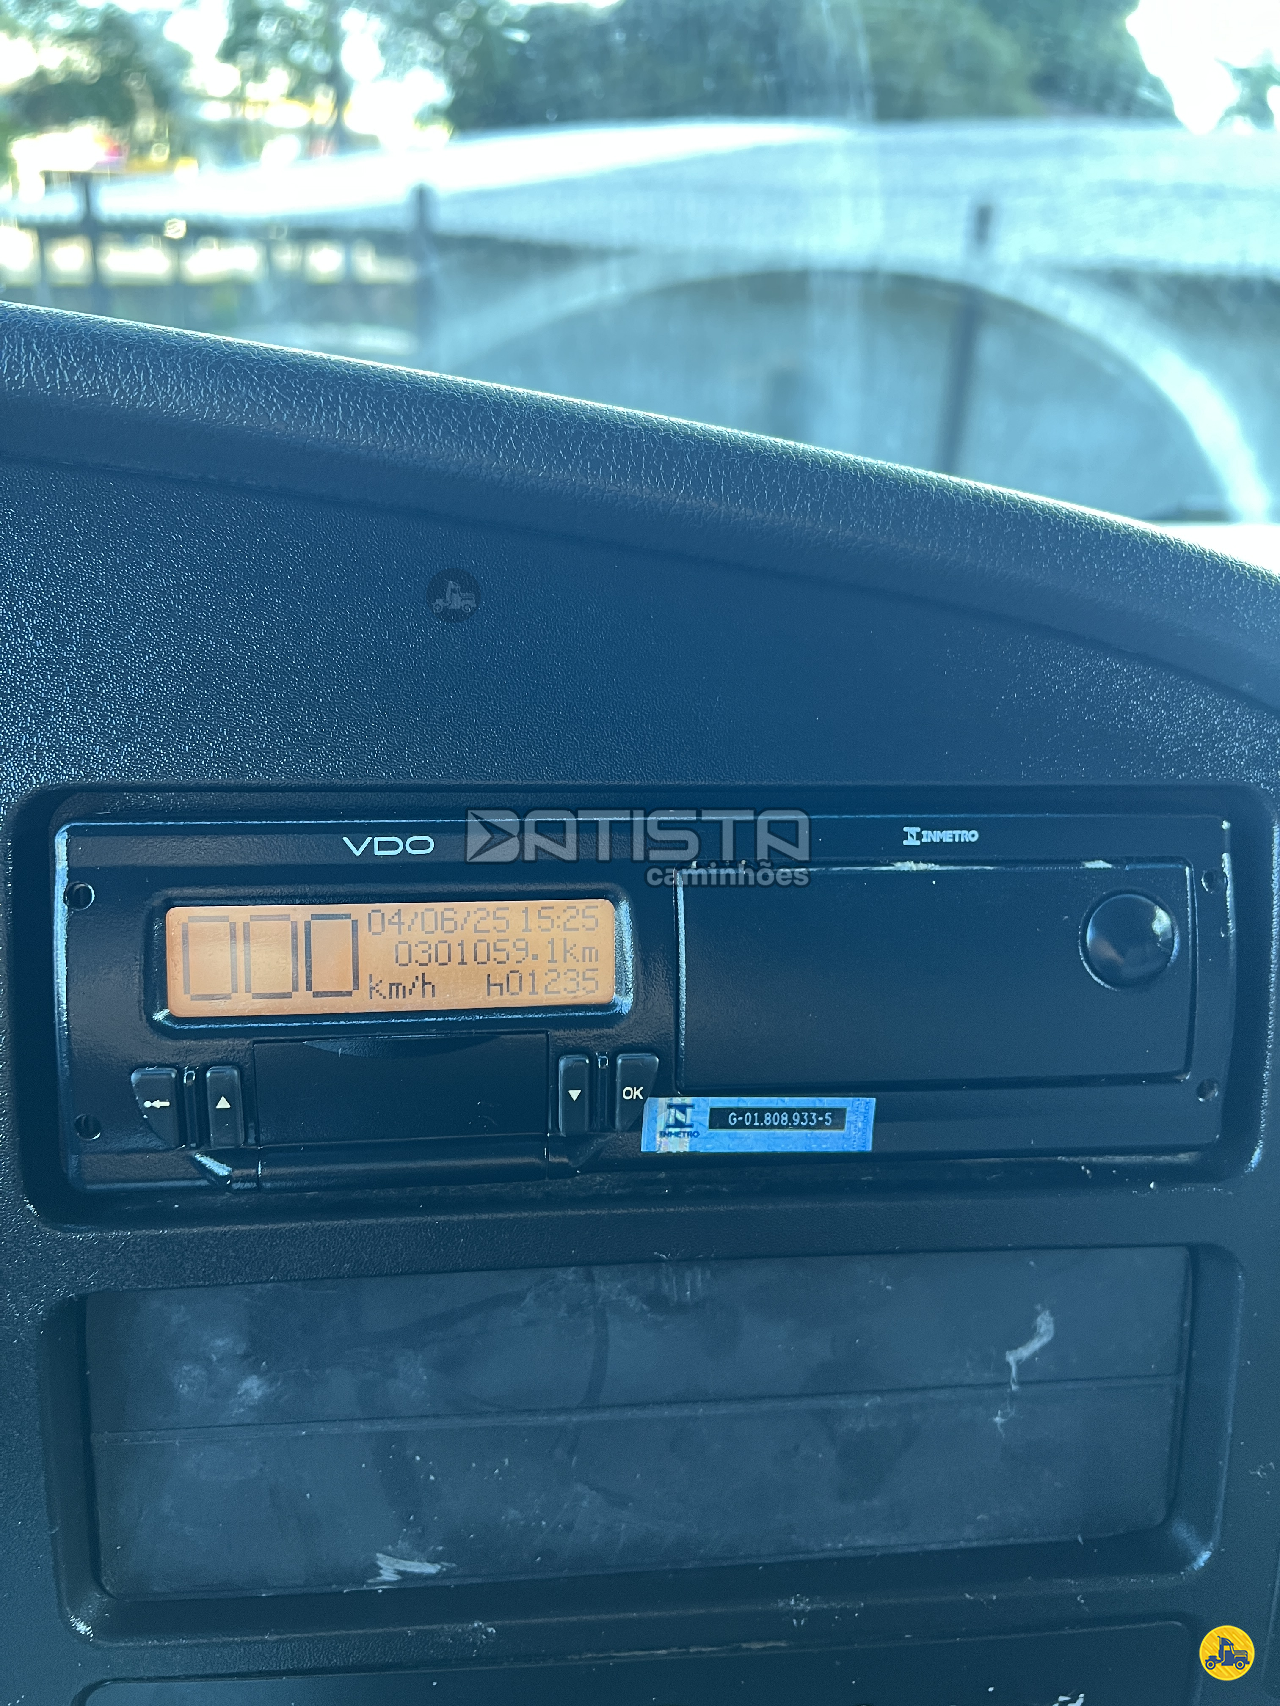 VDO
BATISTA
caminhões
INMETRO
000
04/06/25 15:25
0301059.1km
km/h
h01235
OK
INMETRO
G-01.808.933-5